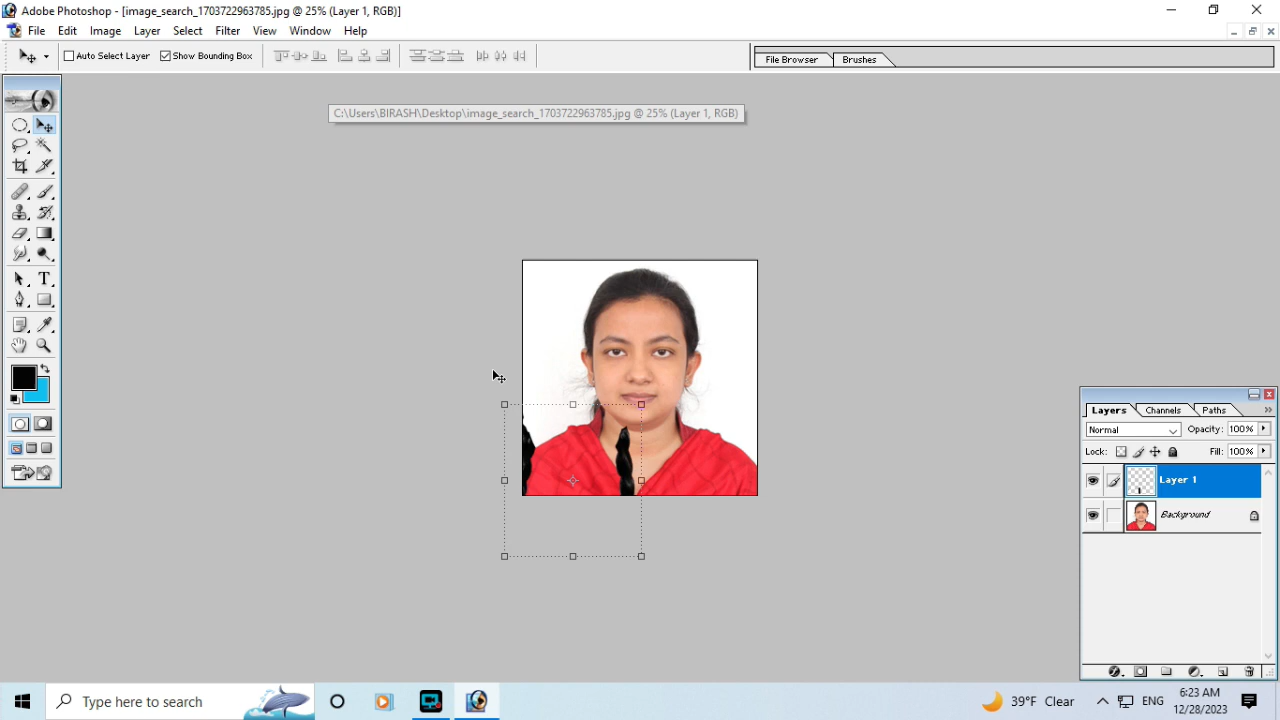 Adobe Photoshop - [image_search_1703722963785.jpg @ 25% (Layer 1, RGB)]
File Edit Image Layer Select Filter View Window Help
Auto Select Layer Show Bounding Box File Browser Brushes
C:\Users\BIRASH\Desktop\image_search_1703722963785.jpg @ 25% (Layer 1, RGB)
Layers Channels Paths
Normal Opacity: 100%
Lock: Fill: 100%
Layer 1
Background
Type here to search 39°F Clear ENG 6:23 AM
12/28/2023